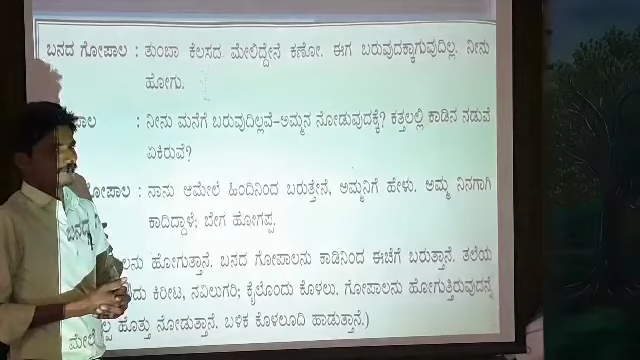 ಬನದ ಗೋಪಾಲ : ತುಂಬಾ ಕೆಲಸದ ಮೇಲಿದ್ದೇನೆ ಕಣೋ. ಈಗ ಬರುವುದಕ್ಕಾಗುವುದಿಲ್ಲ. ನೀನು
ಹೋಗು.
: ನೀನು ಮನೆಗೆ ಬರುವುದಿಲ್ಲವೆ-ಅಮ್ಮನ ನೋಡುವುದಕ್ಕೆ? ಕತ್ತಲಲ್ಲಿ ಕಾಡಿನ ನಡುವೆ
ಏಕಿರುವೆ?
ಗೋಪಾಲ : ನಾನು ಆಮೇಲೆ ಹಿಂದಿನಿಂದ ಬರುತ್ತೇನೆ, ಅಮ್ಮನಿಗೆ ಹೇಳು. ಅಮ್ಮ ನಿನಗಾಗಿ
ಕಾದಿದ್ದಾಳೆ; ಬೇಗ ಹೋಗಪ್ಪ.
ಹೋಗುತ್ತಾನೆ. ಬನದ ಗೋಪಾಲನು ಕಾಡಿನಿಂದ ಈಚೆಗೆ ಬರುತ್ತಾನೆ. ತಲೆಯ
ಕಿರೀಟ, ನವಿಲುಗರಿ; ಕೈಲೊಂದು ಕೊಳಲು. ಗೋಪಾಲನು ಹೋಗುತ್ತಿರುವುದನ್ನೆ
ಹೊತ್ತು ನೋಡುತ್ತಾನೆ. ಬಳಿಕ ಕೊಳಲೂದಿ ಹಾಡುತ್ತಾನೆ.)